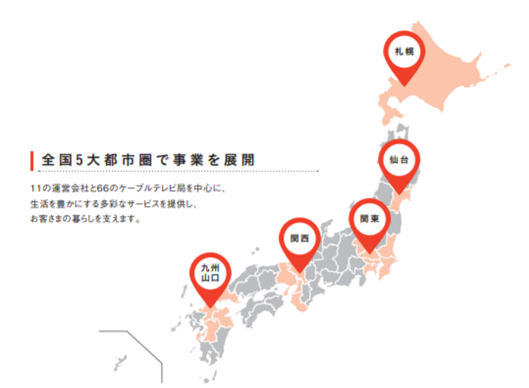 札幌
仙台
全国5大都市圏で事業を展開
関東
11の運営会社と66のケーブルテレビ局を中心に、
生活を豊かにする多彩なサービスを提供し、
お客さまの暮らしを支えます。
関西
九州
山口